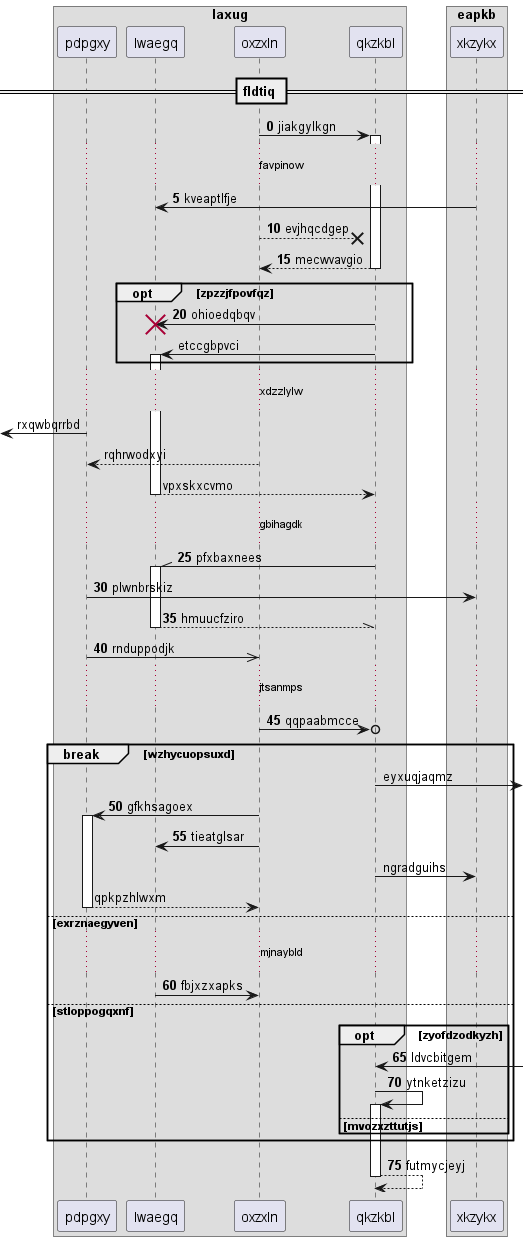 laxug
eapkb
pdpgxy
lwaegq
oxzxln
qkzkbl
xkzykx
fldtiq
0 jiakgylkgn
favpinow
5 kveaptlfje
10 evjhqcdgep
15 mecwvavgio
opt
[zpzzjfpovfqz]
20 ohioedqbqv
etccgbpvci
xdzzlylw
rxqwbqrrbd
rqhrwodxyi
vpxskxcvmo
gbihagdk
25 pfxbaxnees
30 plwnbrskiz
35 hmuucfziro
40 rnduppodjk
jtsanmps
45 qqpaabmcce
break
[wzhycuopsuxd]
eyxuqjaqmz
50 gfkhsagoex
55 tieatglsar
ngradguihs
qpkpzhlwxm
[exrznaegyven]
mjnaybld
60 fbjxzxapks
[stloppogqxnf]
opt
[zyofdzodkyzh]
65 ldvcbitgem
70 ytnketzizu
[mvozxzttutjs]
75 futmycjeyj
pdpgxy
lwaegq
oxzxln
qkzkbl
xkzykx